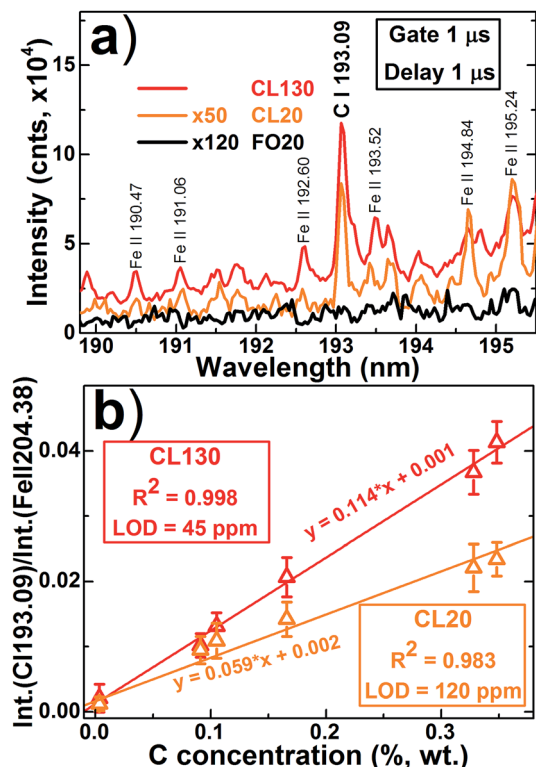 a)
Gate 1 µs
Delay 1 µs
CL130
x50 CL20
x120 FO20
Fe II 190.47
Fe II 191.06
Fe II 192.60
C I 193.09
Fe II 193.52
Fe II 194.84
Fe II 195.24
Intensity (cnts, x10⁴)
15
10
5
0
190 191 192 193 194 195
Wavelength (nm)
b)
CL130
R² = 0.998
LOD = 45 ppm
y = 0.114*x + 0.001
CL20
R² = 0.983
LOD = 120 ppm
y = 0.059*x + 0.002
Int.(CI193.09)/Int.(FeII204.38)
0.04
0.02
0.00
0.0 0.1 0.2 0.3
C concentration (%, wt.)